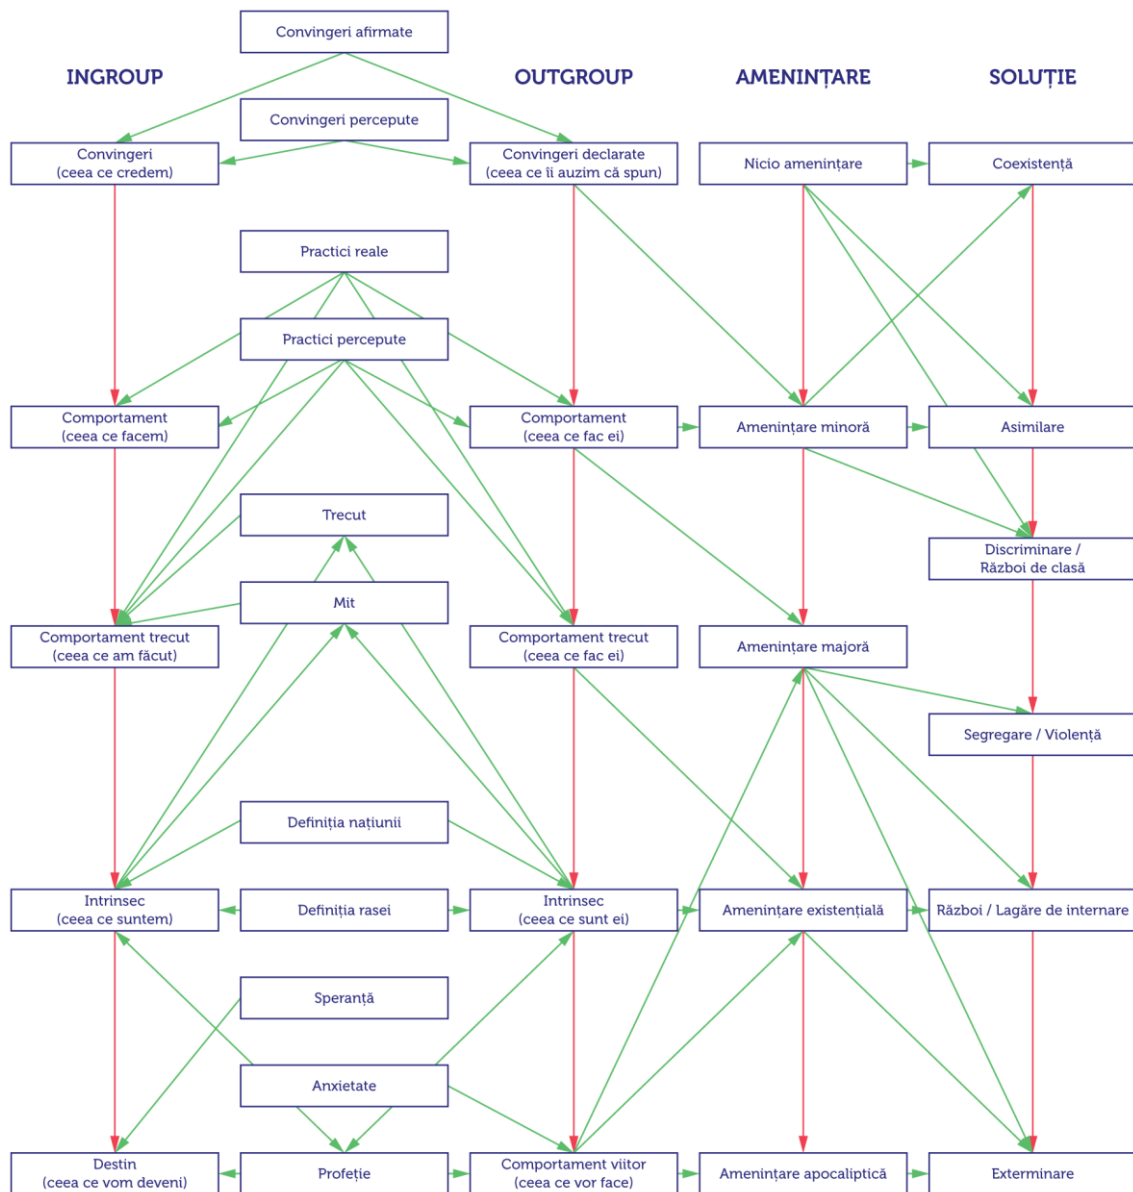 Convingeri afirmate
INGROUP
OUTGROUP
AMENINȚARE
SOLUȚIE
Convingeri percepute
Convingeri
(ceea ce credem)
Convingeri declarate
(ceea ce îi auzim că spun)
Nicio amenințare
Coexistență
Practici reale
Practici percepute
Comportament
(ceea ce facem)
Comportament
(ceea ce fac ei)
Amenințare minoră
Asimilare
Trecut
Discriminare /
Război de clasă
Mit
Comportament trecut
(ceea ce am făcut)
Comportament trecut
(ceea ce fac ei)
Amenințare majoră
Segregare / Violență
Definiția națiunii
Intrinsec
(ceea ce suntem)
Definiția rasei
Intrinsec
(ceea ce sunt ei)
Amenințare existențială
Război / Lagăre de internare
Speranță
Anxietate
Destin
(ceea ce vom deveni)
Profeție
Comportament viitor
(ceea ce vor face)
Amenințare apocaliptică
Exterminare